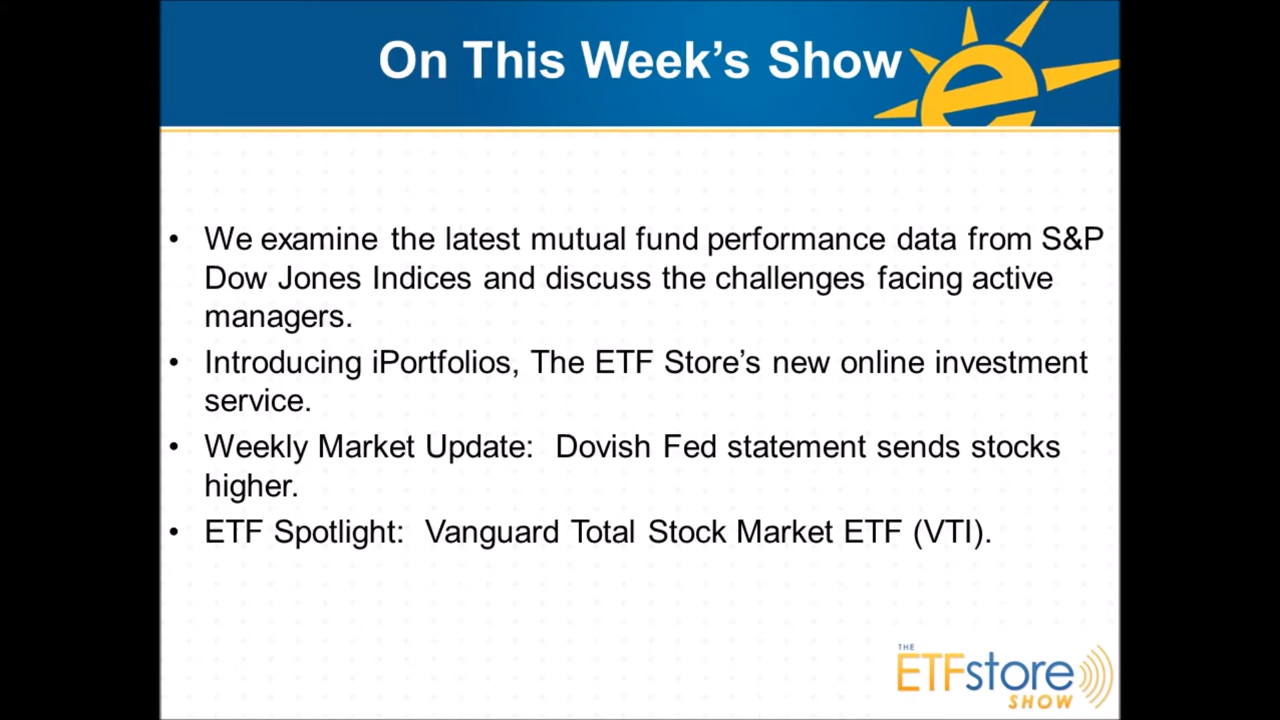 On This Week's Show
• We examine the latest mutual fund performance data from S&P
Dow Jones Indices and discuss the challenges facing active
managers.
• Introducing iPortfolios, The ETF Store's new online investment
service.
• Weekly Market Update:  Dovish Fed statement sends stocks
higher.
• ETF Spotlight:  Vanguard Total Stock Market ETF (VTI).
THE
ETFstore
SHOW